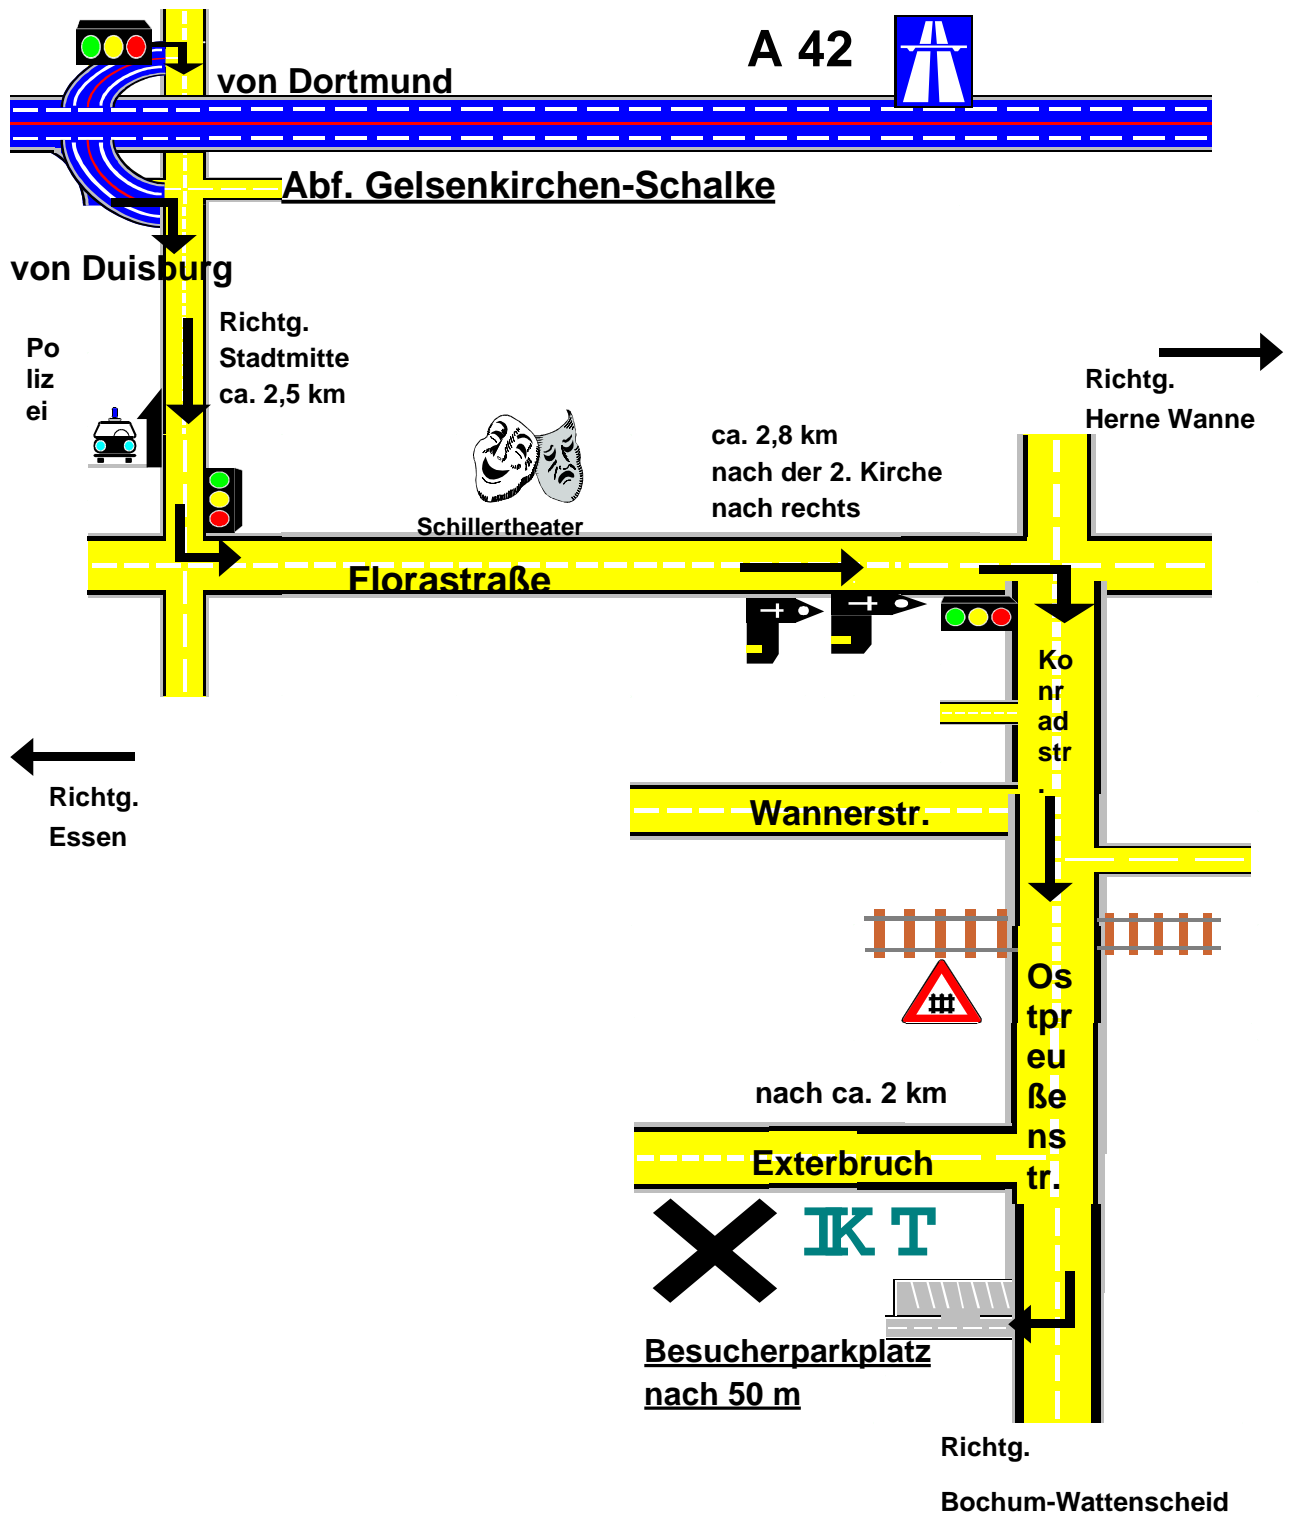 A 42
von Dortmund
Abf. Gelsenkirchen-Schalke
von Duisburg
Richtg.
Stadtmitte
ca. 2,5 km
Po
liz
ei
Richtg.
Herne Wanne
ca. 2,8 km
nach der 2. Kirche
nach rechts
Schillertheater
Florastraße
Ko
nr
ad
str
.
Richtg.
Essen
Wannerstr.
Os
tpr
eu
ße
ns
tr.
nach ca. 2 km
Exterbruch
IKT
Besucherparkplatz
nach 50 m
Richtg.
Bochum-Wattenscheid